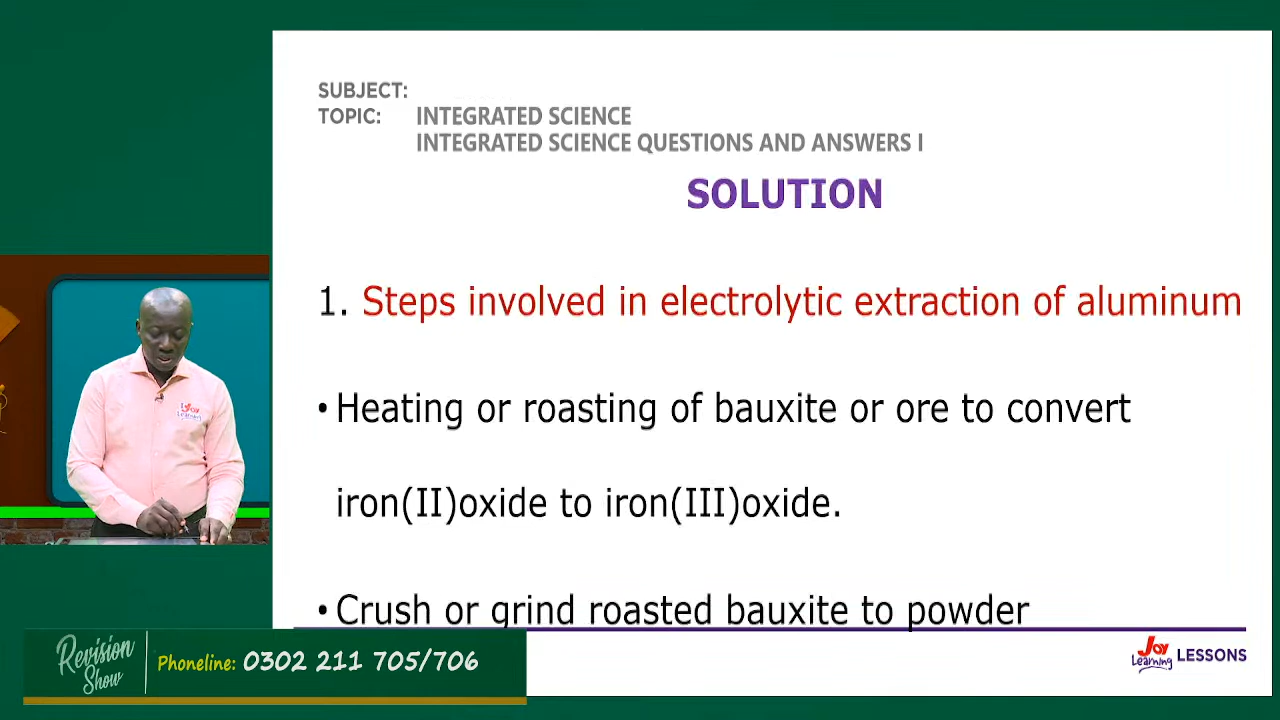 SUBJECT:
TOPIC: INTEGRATED SCIENCE
INTEGRATED SCIENCE QUESTIONS AND ANSWERS I
SOLUTION
1. Steps involved in electrolytic extraction of aluminum
• Heating or roasting of bauxite or ore to convert
iron(II)oxide to iron(III)oxide.
• Crush or grind roasted bauxite to powder
Joy
Learning LESSONS
Revision
Show
Phoneline: 0302 211 705/706
Joy
Learning